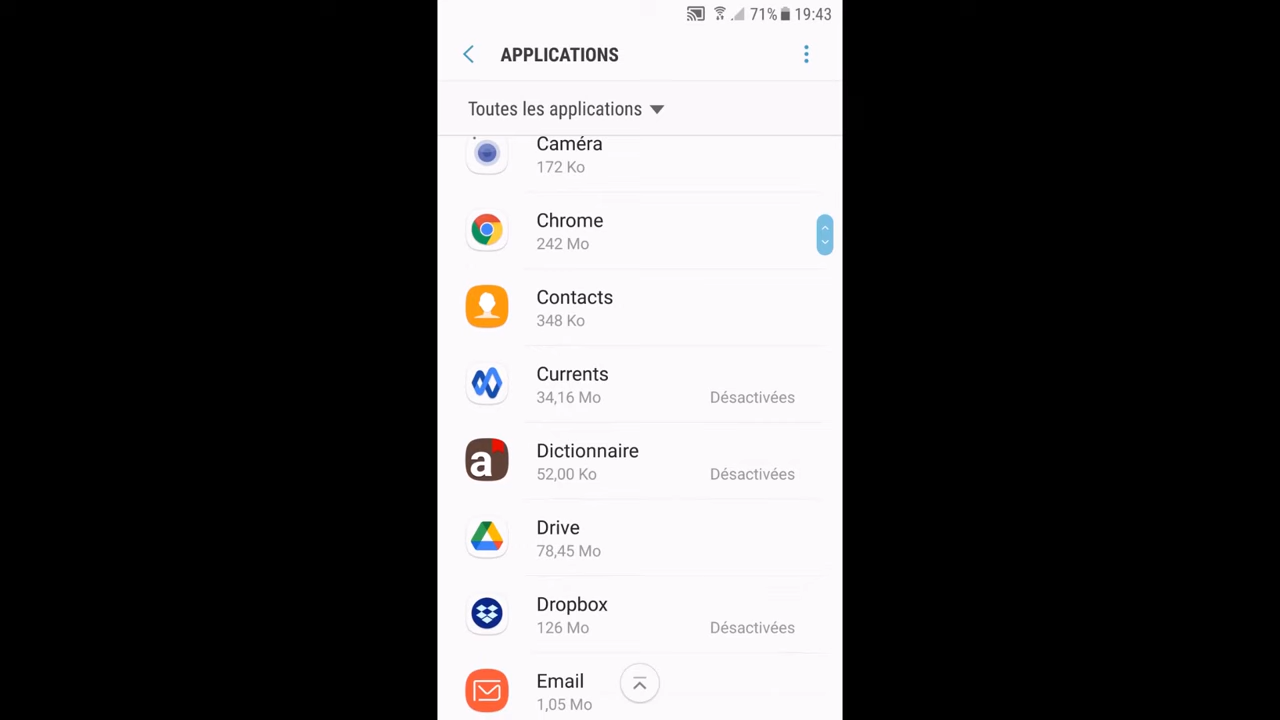 71% 19:43
APPLICATIONS
Toutes les applications
Caméra
172 Ko
Chrome
242 Mo
Contacts
348 Ko
Currents
34,16 Mo Désactivées
Dictionnaire
52,00 Ko Désactivées
Drive
78,45 Mo
Dropbox
126 Mo Désactivées
Email
1,05 Mo